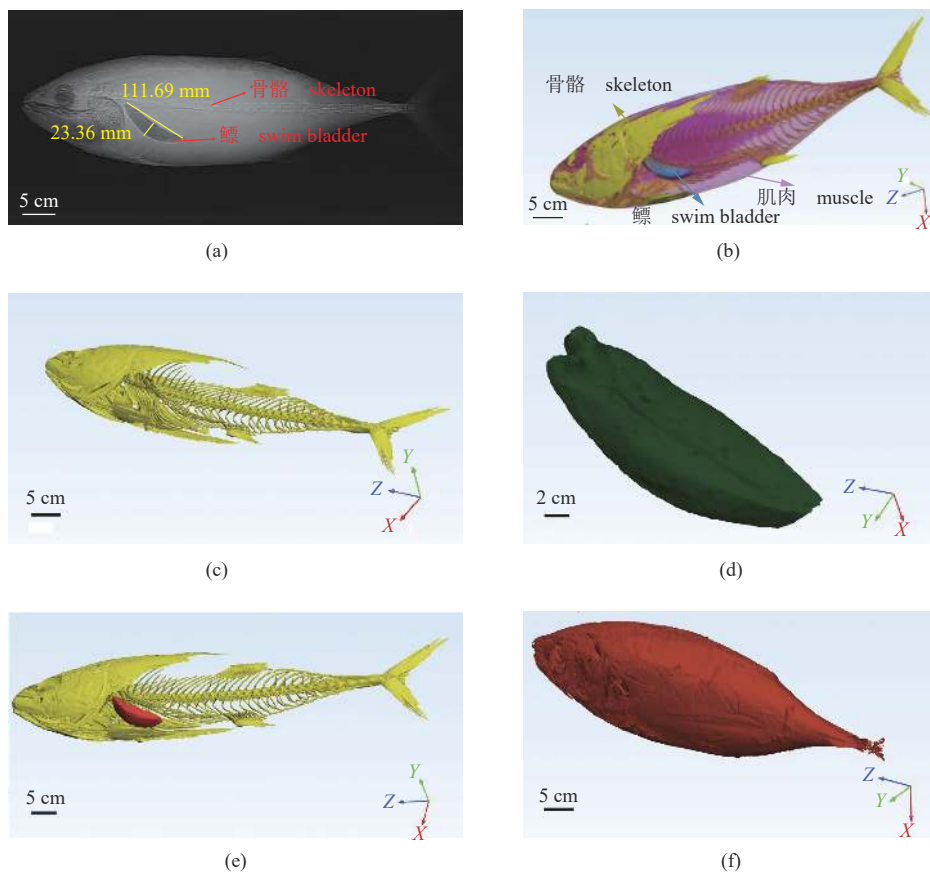 111.69 mm
骨骼 skeleton
23.36 mm
鳔 swim bladder
5 cm
(a)
骨骼 skeleton
肌肉 muscle
鳔 swim bladder
5 cm
Y
Z
X
(b)
5 cm
Y
Z
X
(c)
2 cm
Z
Y
X
(d)
5 cm
Y
Z
X
(e)
5 cm
Z
Y
X
(f)